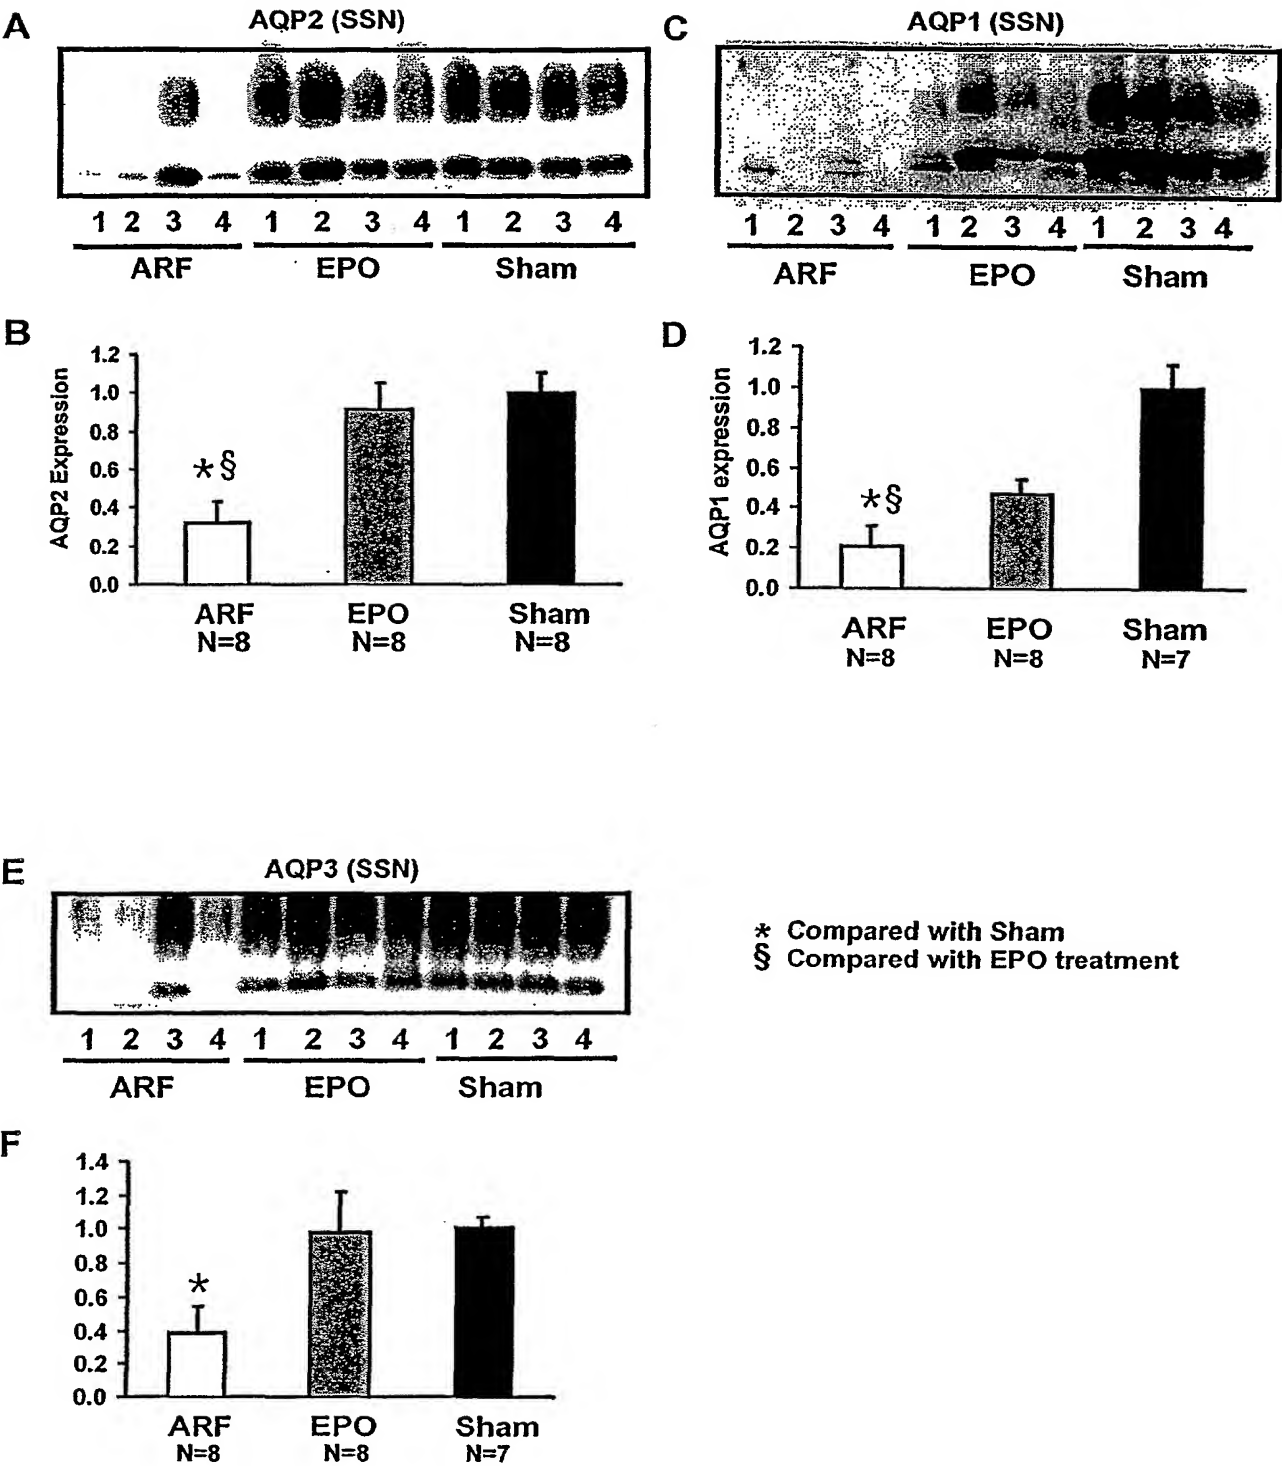 A
AQP2 (SSN)
1 2 3 4 1 2 3 4 1 2 3 4
ARF EPO Sham
B
1.2
1.0
0.8
0.6
0.4
0.2
0.0
AQP2 Expression
*§
ARF EPO Sham
N=8 N=8 N=8
C
AQP1 (SSN)
1 2 3 4 1 2 3 4 1 2 3 4
ARF EPO Sham
D
1.2
1.0
0.8
0.6
0.4
0.2
0.0
AQP1 expression
*§
ARF EPO Sham
N=8 N=8 N=7
E
AQP3 (SSN)
1 2 3 4 1 2 3 4 1 2 3 4
ARF EPO Sham
* Compared with Sham
§ Compared with EPO treatment
F
1.4
1.2
1.0
0.8
0.6
0.4
0.2
0.0
*
ARF EPO Sham
N=8 N=8 N=7